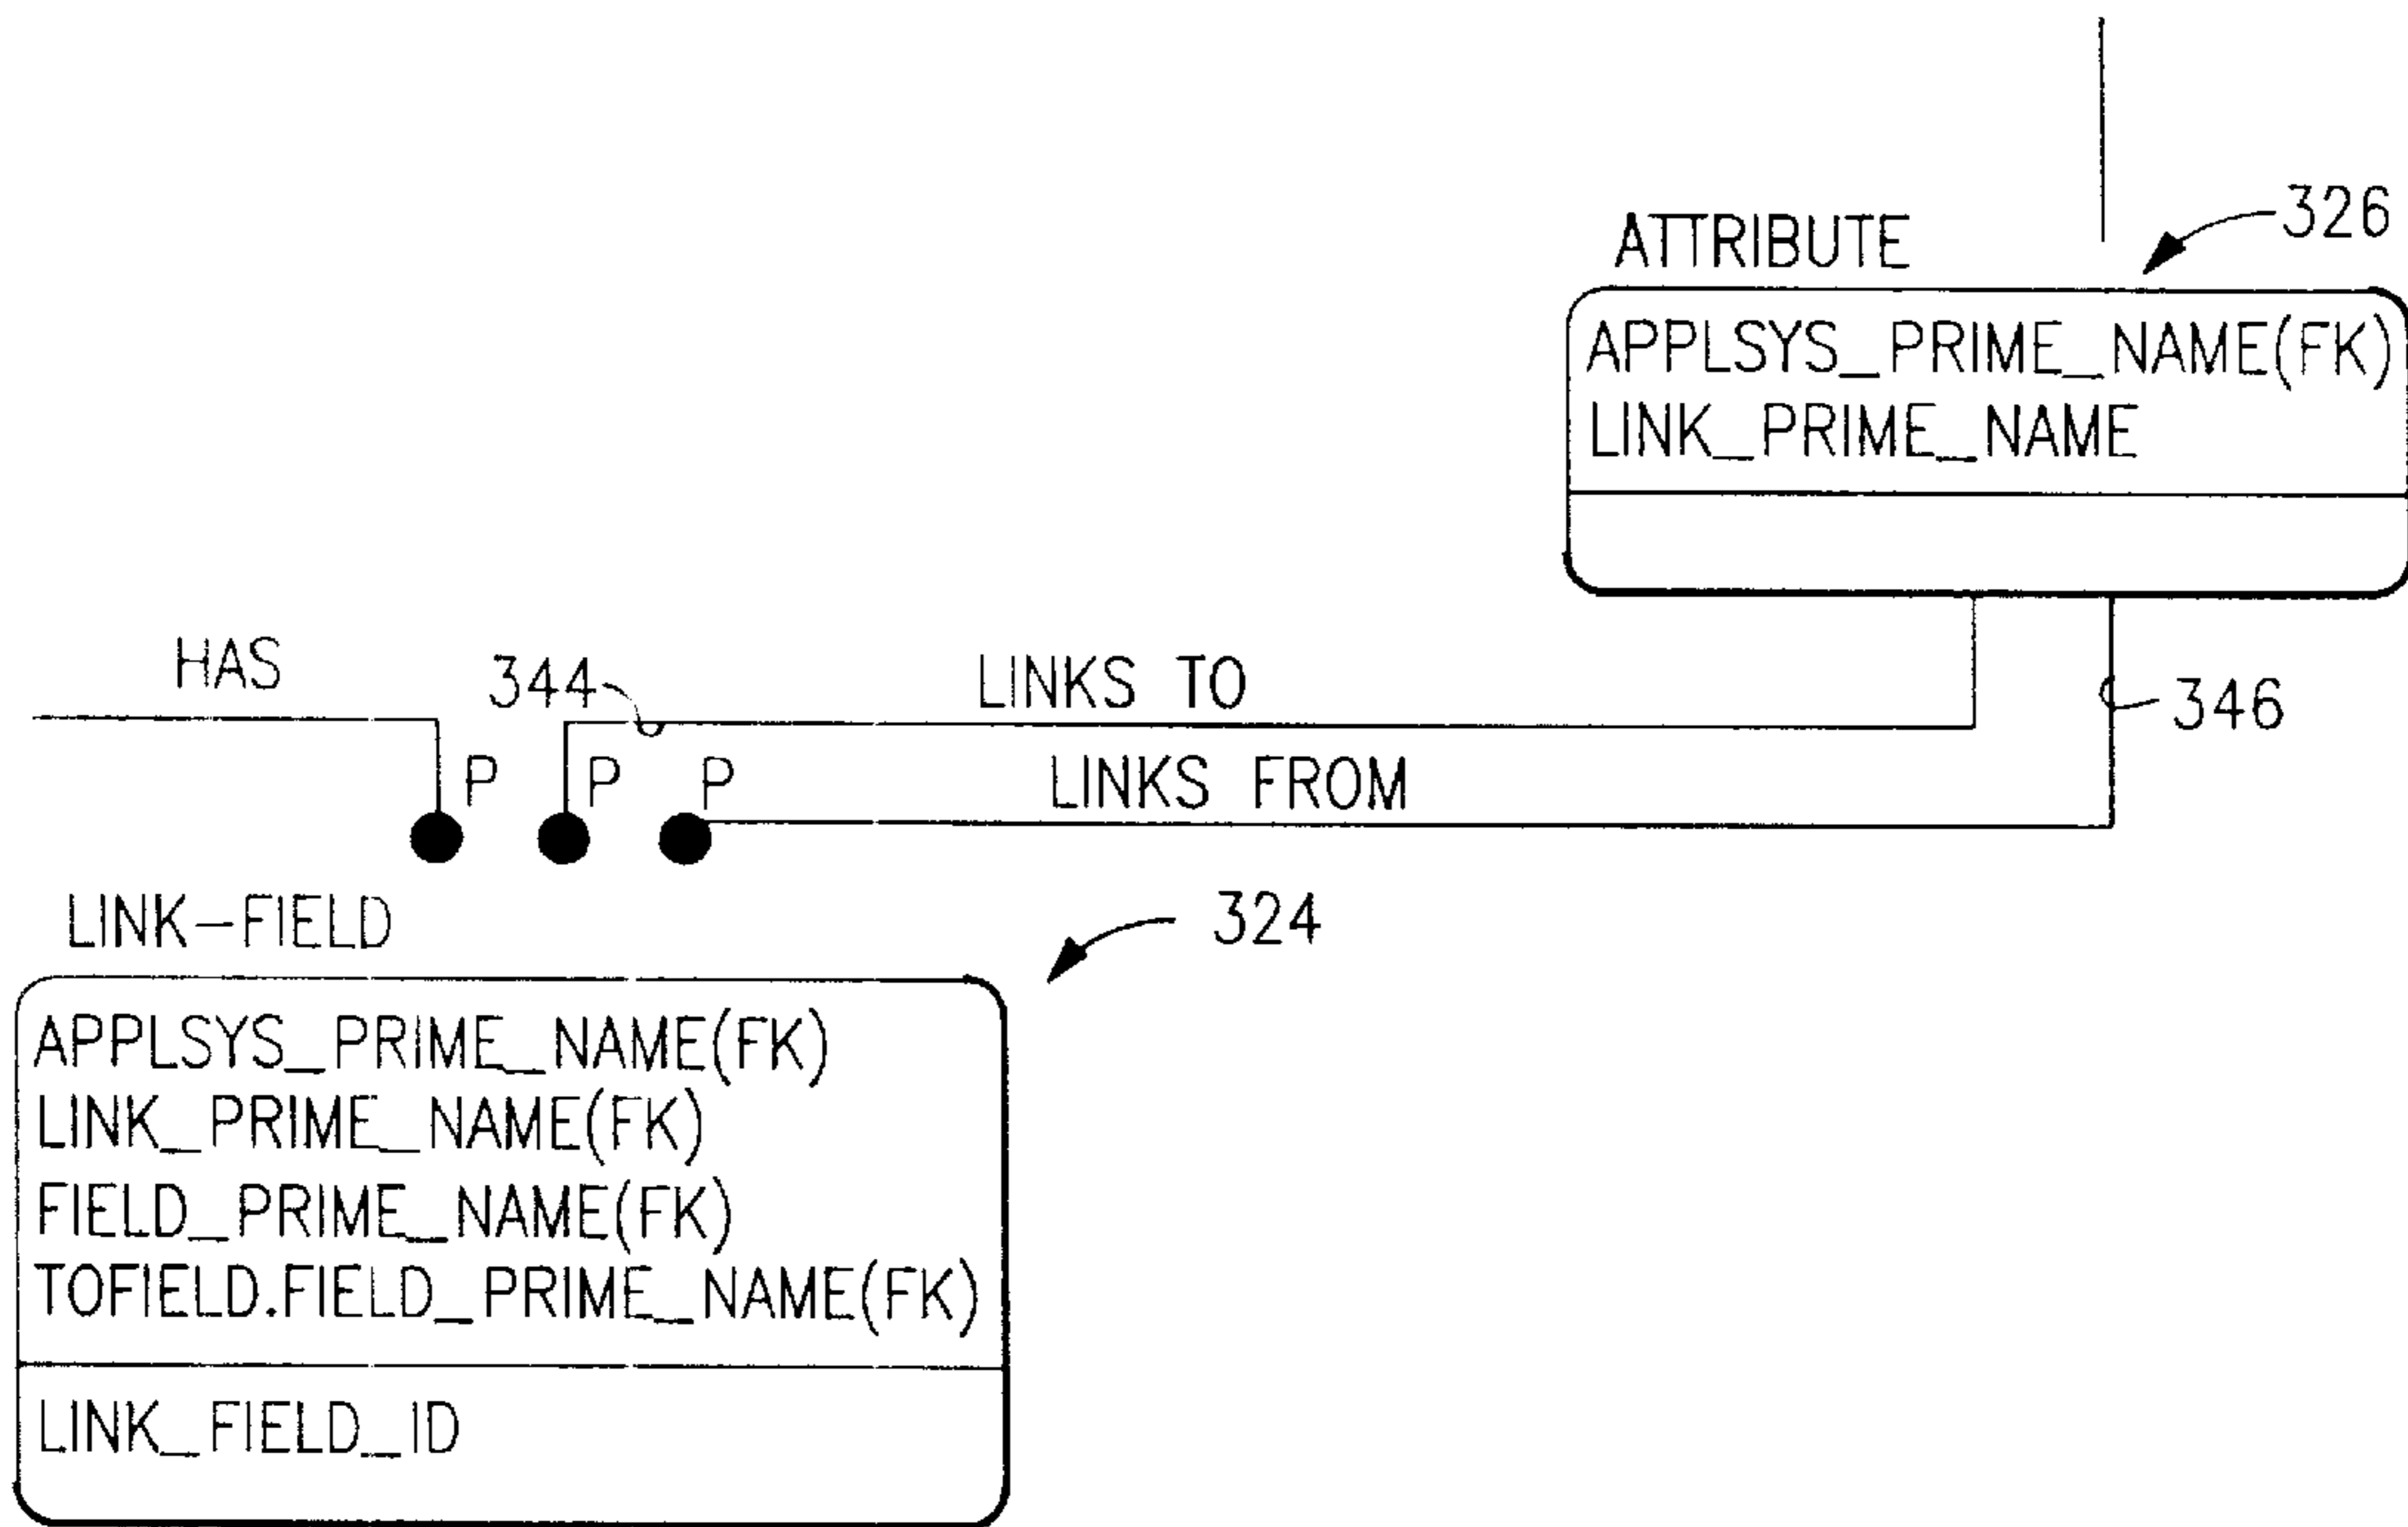 326
ATTRIBUTE
APPLSYS_PRIME_NAME(FK)
LINK_PRIME_NAME
HAS
344
LINKS TO
346
P P P
LINKS FROM
LINK-FIELD
324
APPLSYS_PRIME_NAME(FK)
LINK_PRIME_NAME(FK)
FIELD_PRIME_NAME(FK)
TOFIELD.FIELD_PRIME_NAME(FK)
LINK_FIELD_ID